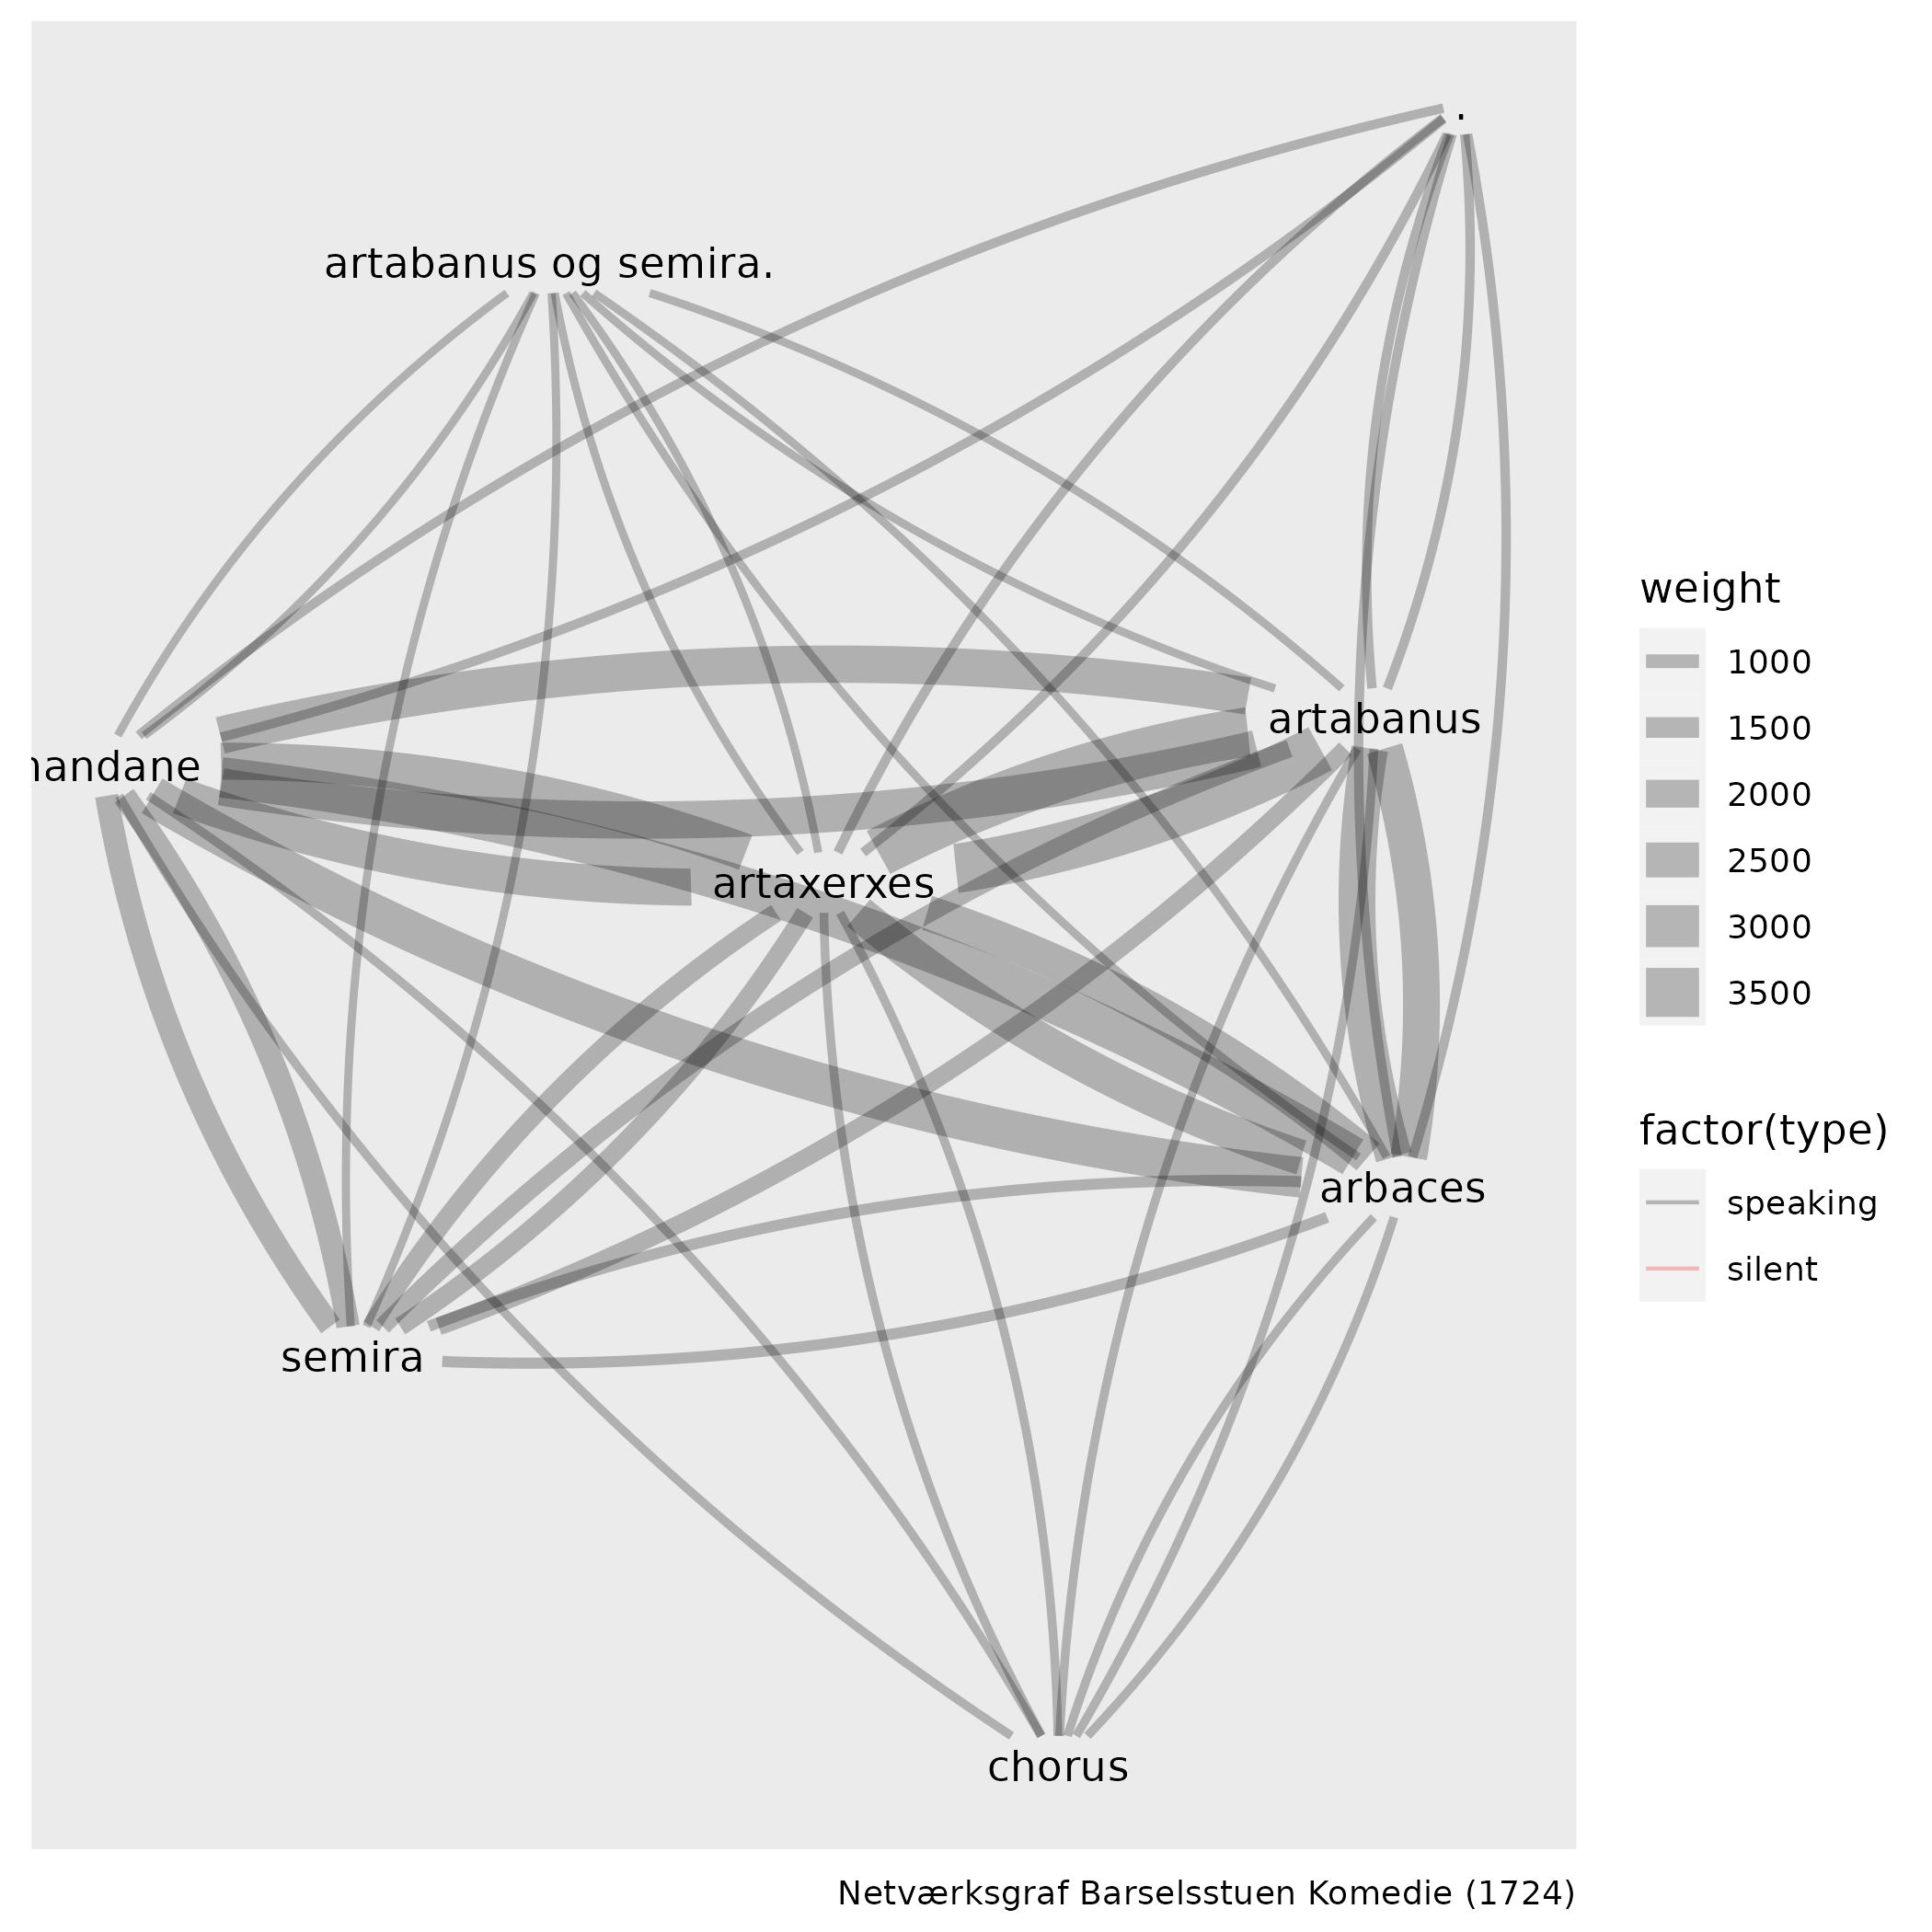 .
artabanus og semira.
artabanus
handane
artaxerxes
arbaces
semira
chorus
weight
1000
1500
2000
2500
3000
3500
factor(type)
speaking
silent
Netværksgraf Barselsstuen Komedie (1724)